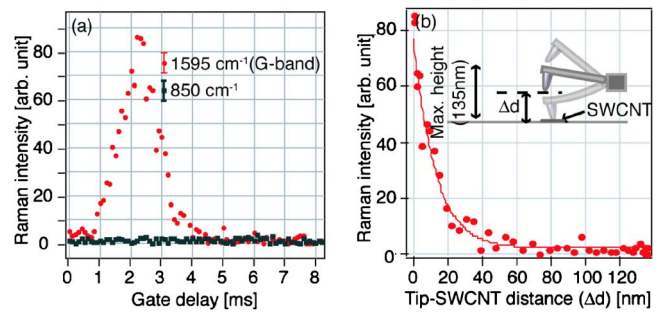 (a)
Raman intensity [arb. unit]
80
60
40
20
0
1595 cm⁻¹(G-band)
850 cm⁻¹
0 1 2 3 4 5 6 7 8
Gate delay [ms]
(b)
Raman intensity [arb. unit]
80
60
40
20
0
Max. height
(135nm)
Δd
SWCNT
0 20 40 60 80 100 120
Tip-SWCNT distance (Δd) [nm]